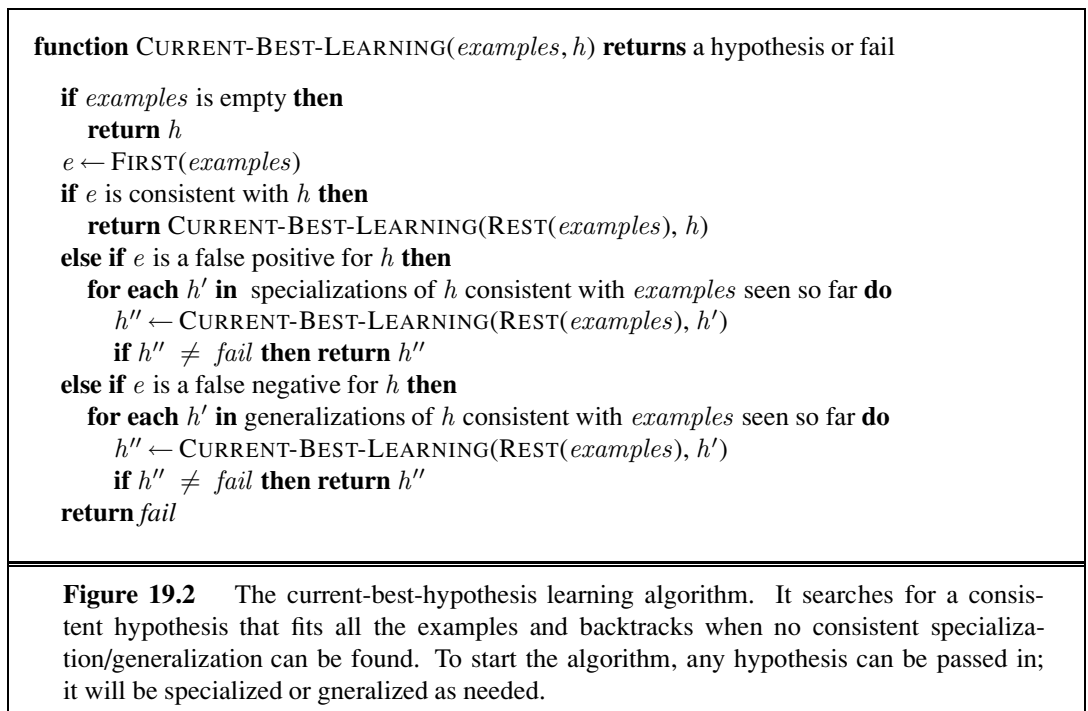 function CURRENT-BEST-LEARNING(examples, h) returns a hypothesis or fail
if examples is empty then
return h
e ← FIRST(examples)
if e is consistent with h then
return CURRENT-BEST-LEARNING(REST(examples), h)
else if e is a false positive for h then
for each h′ in specializations of h consistent with examples seen so far do
h″ ← CURRENT-BEST-LEARNING(REST(examples), h′)
if h″ ≠ fail then return h″
else if e is a false negative for h then
for each h′ in generalizations of h consistent with examples seen so far do
h″ ← CURRENT-BEST-LEARNING(REST(examples), h′)
if h″ ≠ fail then return h″
return fail
Figure 19.2 The current-best-hypothesis learning algorithm. It searches for a consis-
tent hypothesis that fits all the examples and backtracks when no consistent specializa-
tion/generalization can be found. To start the algorithm, any hypothesis can be passed in;
it will be specialized or gneralized as needed.